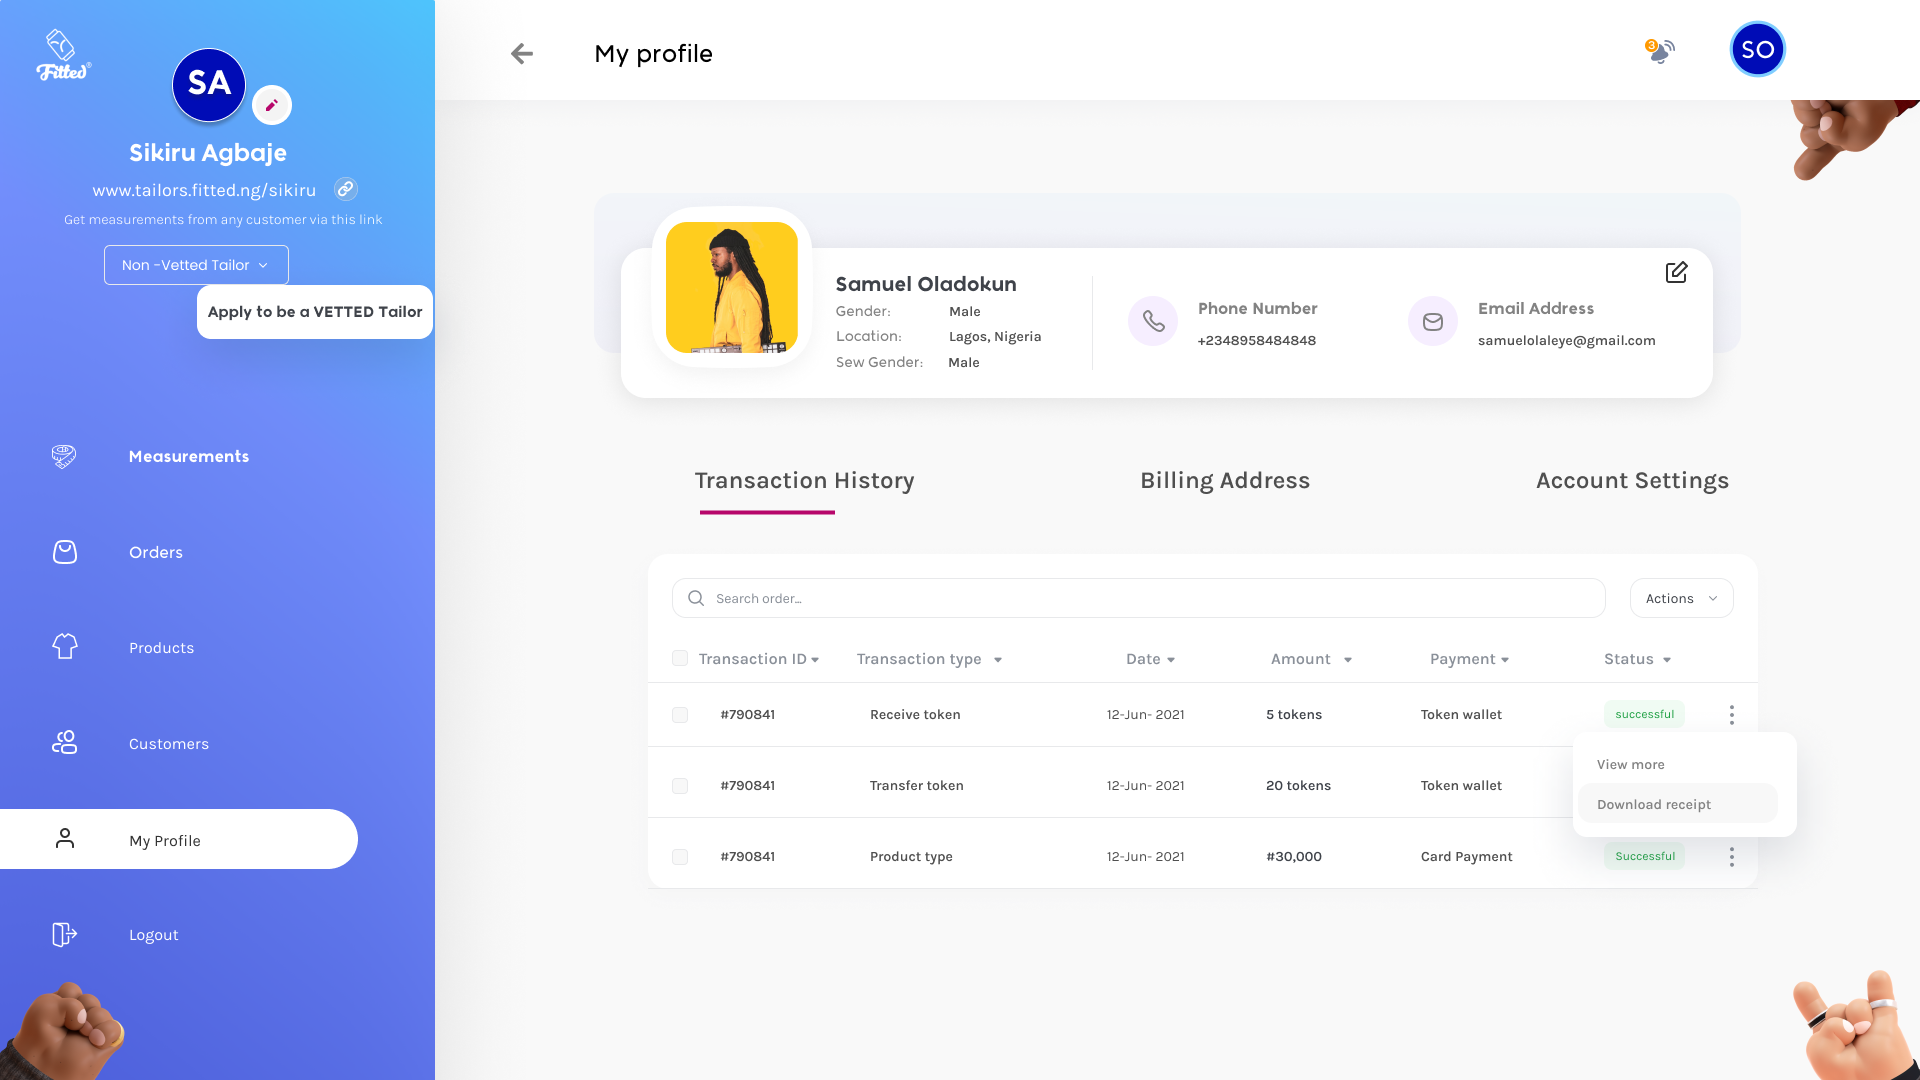 Fitted®
SA
Sikiru Agbaje
www.tailors.fitted.ng/sikiru
Get measurements from any customer via this link
Non -Vetted Tailor
Apply to be a VETTED Tailor
Measurements
Orders
Products
Customers
My Profile
Logout
My profile
3
SO
Samuel Oladokun
Gender: Male
Location: Lagos, Nigeria
Sew Gender: Male
Phone Number
+2348958484848
Email Address
samuelolaleye@gmail.com
Transaction History Billing Address Account Settings
Search order...
Actions
Transaction ID Transaction type Date Amount Payment Status
#790841 Receive token 12-Jun- 2021 5 tokens Token wallet successful
#790841 Transfer token 12-Jun- 2021 20 tokens Token wallet
View more
Download receipt
#790841 Product type 12-Jun- 2021 #30,000 Card Payment Successful